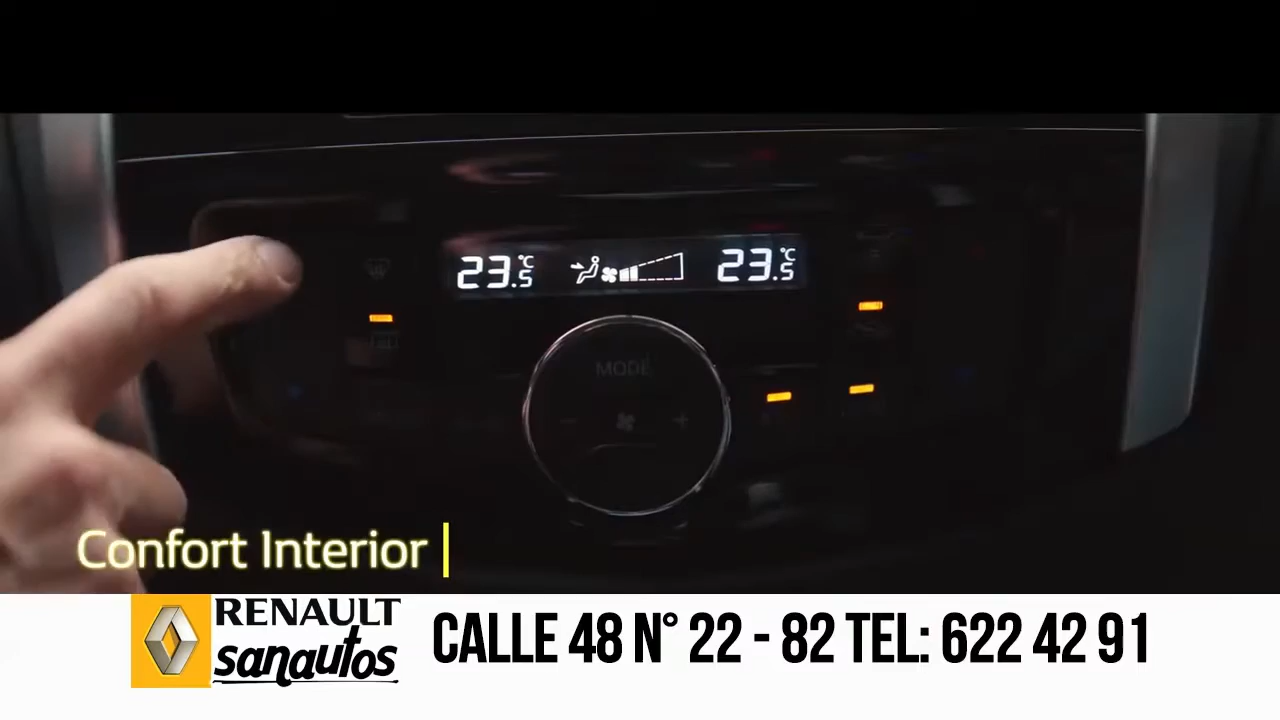 23.5°C 23.5°C
MODE
- +
Confort Interior
RENAULT
sanautos
CALLE 48 N° 22 - 82 TEL: 622 42 91